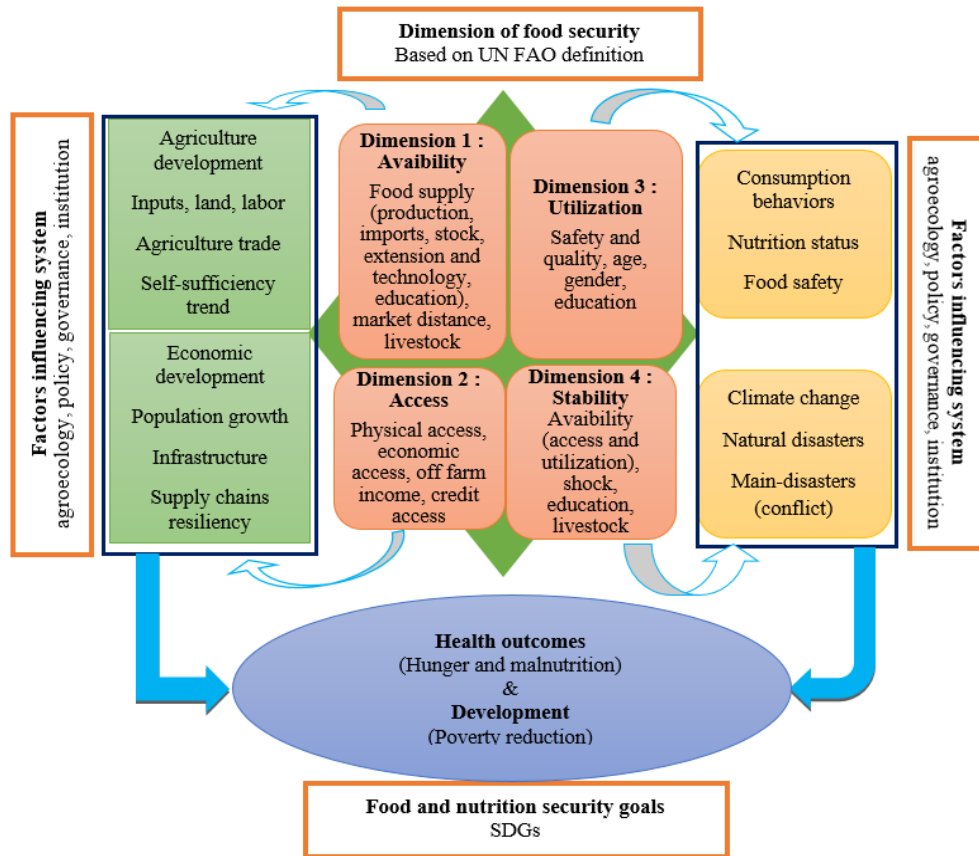 Dimension of food security
Based on UN FAO definition
Factors influencing system
agroecology, policy, governance, institution
Agriculture
development
Inputs, land, labor
Agriculture trade
Self-sufficiency
trend
Economic
development
Population growth
Infrastructure
Supply chains
resiliency
Dimension 1 :
Avaibility
Food supply
(production,
imports, stock,
extension and
technology,
education),
market distance,
livestock
Dimension 2 :
Access
Physical access,
economic
access, off farm
income, credit
access
Dimension 3 :
Utilization
Safety and
quality, age,
gender,
education
Dimension 4 :
Stability
Avaibility
(access and
utilization),
shock,
education,
livestock
Consumption
behaviors
Nutrition status
Food safety
Climate change
Natural disasters
Main-disasters
(conflict)
Factors influencing system
agroecology, policy, governance, institution
Health outcomes
(Hunger and malnutrition)
&
Development
(Poverty reduction)
Food and nutrition security goals
SDGs